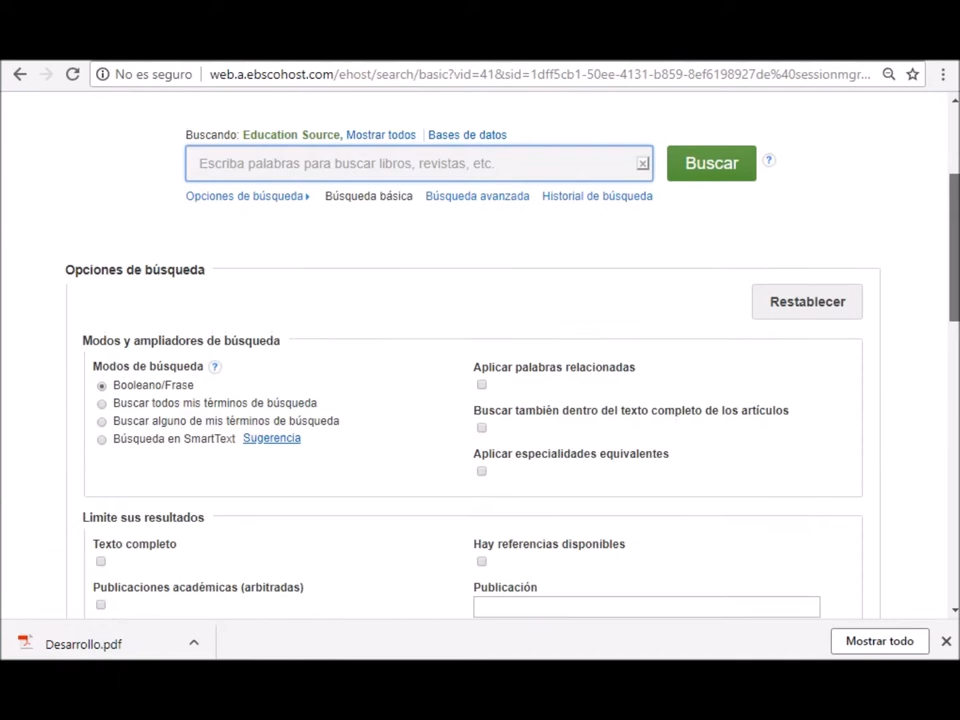 No es seguro web.a.ebscohost.com/ehost/search/basic?vid=41&sid=1dff5cb1-50ee-4131-b859-8ef6198927de%40sessionmgr...
Buscando: Education Source, Mostrar todos Bases de datos
Escriba palabras para buscar libros, revistas, etc. Buscar ?
Opciones de búsqueda Búsqueda básica Búsqueda avanzada Historial de búsqueda
Opciones de búsqueda
Restablecer
Modos y ampliadores de búsqueda
Modos de búsqueda ?
Booleano/Frase
Buscar todos mis términos de búsqueda
Buscar alguno de mis términos de búsqueda
Búsqueda en SmartText Sugerencia
Aplicar palabras relacionadas
Buscar también dentro del texto completo de los artículos
Aplicar especialidades equivalentes
Limite sus resultados
Texto completo
Hay referencias disponibles
Publicaciones académicas (arbitradas)
Publicación
Desarrollo.pdf
Mostrar todo